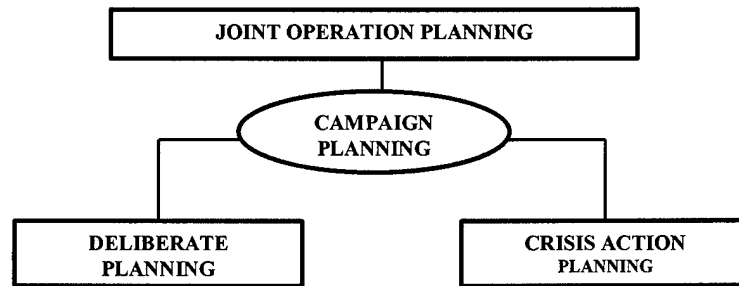 JOINT OPERATION PLANNING
CAMPAIGN
PLANNING
DELIBERATE
PLANNING
CRISIS ACTION
PLANNING